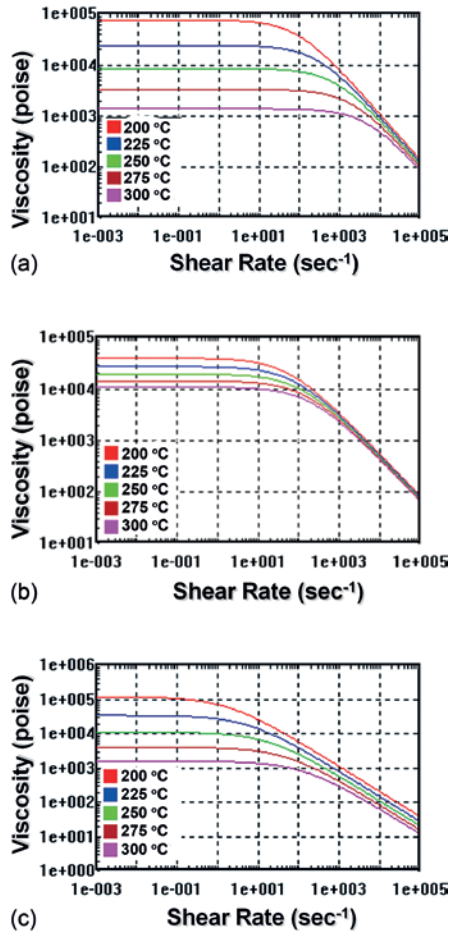 1e+005
1e+004
1e+003
1e+002
1e+001
Viscosity (poise)
200 °C
225 °C
250 °C
275 °C
300 °C
1e-003 1e-001 1e+001 1e+003 1e+005
Shear Rate (sec⁻¹)
(a)
1e+005
1e+004
1e+003
1e+002
1e+001
Viscosity (poise)
200 °C
225 °C
250 °C
275 °C
300 °C
1e-003 1e-001 1e+001 1e+003 1e+005
Shear Rate (sec⁻¹)
(b)
1e+006
1e+005
1e+004
1e+003
1e+002
1e+001
1e+000
Viscosity (poise)
200 °C
225 °C
250 °C
275 °C
300 °C
1e-003 1e-001 1e+001 1e+003 1e+005
Shear Rate (sec⁻¹)
(c)